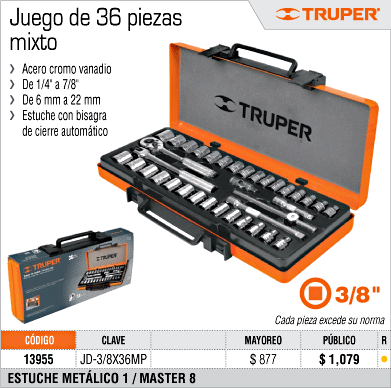 Juego de 36 piezas
mixto
TRUPER®
› Acero cromo vanadio
› De 1/4" a 7/8"
› De 6 mm a 22 mm
› Estuche con bisagra
de cierre automático
TRUPER
TRUPER
3/8"
Cada pieza excede su norma
CÓDIGO CLAVE MAYOREO PÚBLICO R
13955 JD-3/8X36MP $ 877 $ 1,079
ESTUCHE METÁLICO 1 / MASTER 8